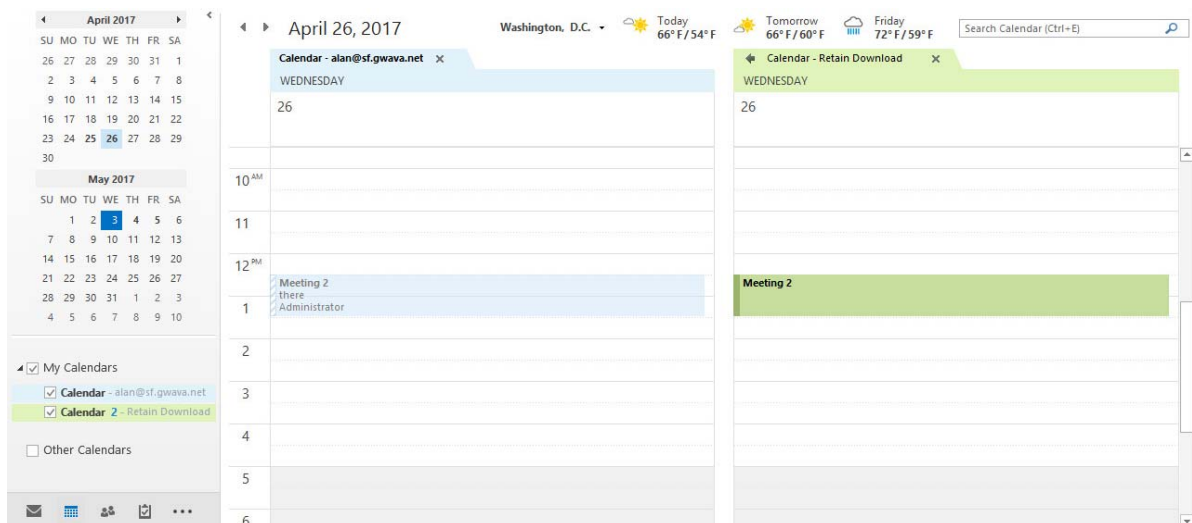 April 2017
SU MO TU WE TH FR SA
26 27 28 29 30 31 1
2 3 4 5 6 7 8
9 10 11 12 13 14 15
16 17 18 19 20 21 22
23 24 25 26 27 28 29
30
May 2017
SU MO TU WE TH FR SA
1 2 3 4 5 6
7 8 9 10 11 12 13
14 15 16 17 18 19 20
21 22 23 24 25 26 27
28 29 30 31 1 2 3
4 5 6 7 8 9 10
My Calendars
Calendar - alan@sf.gwava.net
Calendar 2 - Retain Download
Other Calendars
April 26, 2017
Washington, D.C.
Today
66° F / 54° F
Tomorrow
66° F / 60° F
Friday
72° F / 59° F
Search Calendar (Ctrl+E)
Calendar - alan@sf.gwava.net
WEDNESDAY
26
Calendar - Retain Download
WEDNESDAY
26
10 AM
11
12 PM
1
2
3
4
5
6
Meeting 2
there
Administrator
Meeting 2